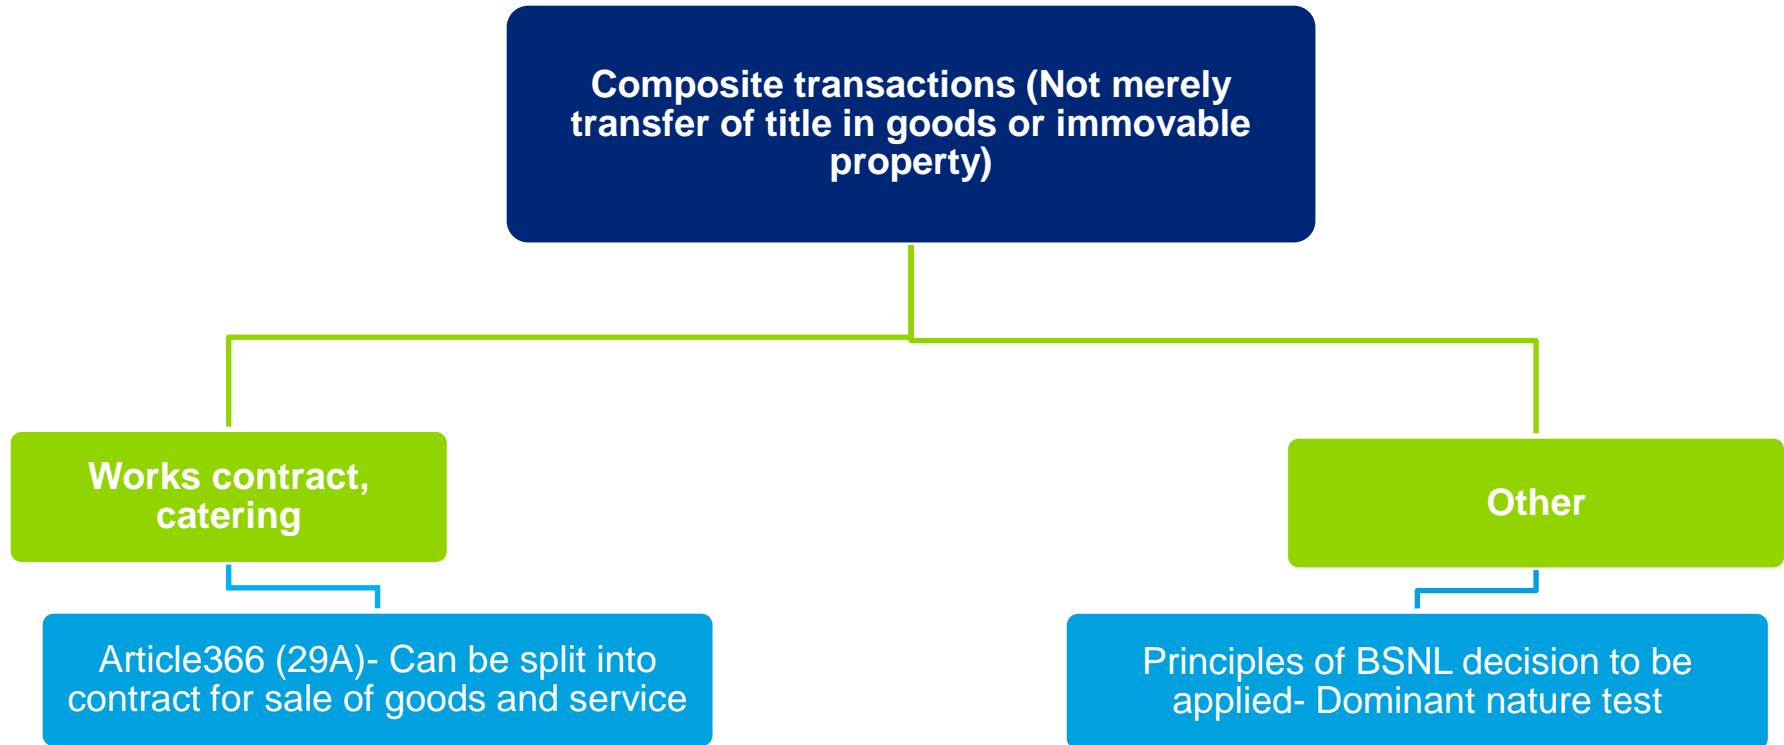 Composite transactions (Not merely
transfer of title in goods or immovable
property)
Works contract,
catering
Other
Article366 (29A)- Can be split into
contract for sale of goods and service
Principles of BSNL decision to be
applied- Dominant nature test